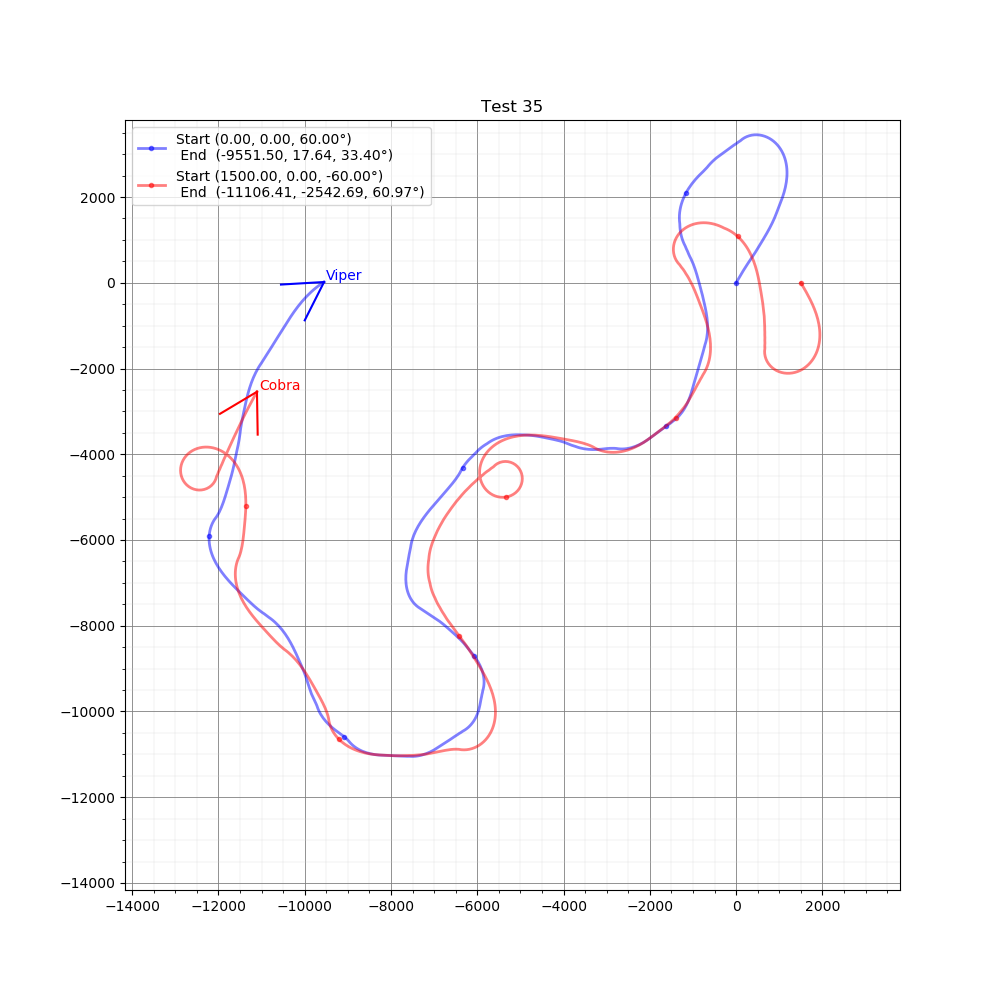 Test 35
Start (0.00, 0.00, 60.00°)
End  (-9551.50, 17.64, 33.40°)
Start (1500.00, 0.00, -60.00°)
End  (-11106.41, -2542.69, 60.97°)
2000
0
−2000
−4000
−6000
−8000
−10000
−12000
−14000
Viper
Cobra
−14000 −12000 −10000 −8000 −6000 −4000 −2000 0 2000